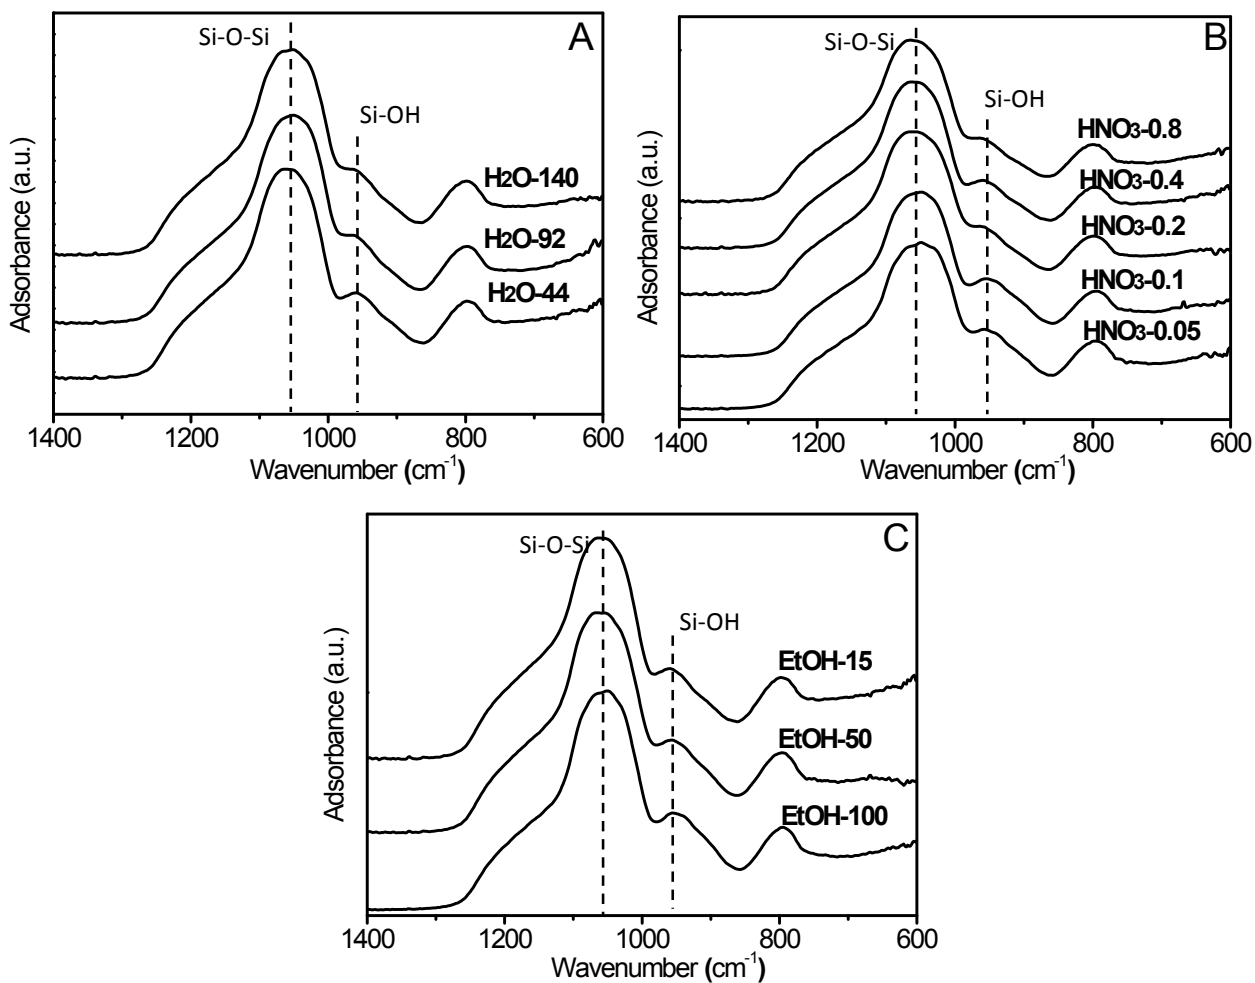 A
Si-O-Si
Si-OH
H2O-140
H2O-92
H2O-44
Adsorbance (a.u.)
1400 1200 1000 800 600
Wavenumber (cm⁻¹)
B
Si-O-Si
Si-OH
HNO3-0.8
HNO3-0.4
HNO3-0.2
HNO3-0.1
HNO3-0.05
Adsorbance (a.u.)
1400 1200 1000 800 600
Wavenumber (cm⁻¹)
C
Si-O-Si
Si-OH
EtOH-15
EtOH-50
EtOH-100
Adsorbance (a.u.)
1400 1200 1000 800 600
Wavenumber (cm⁻¹)